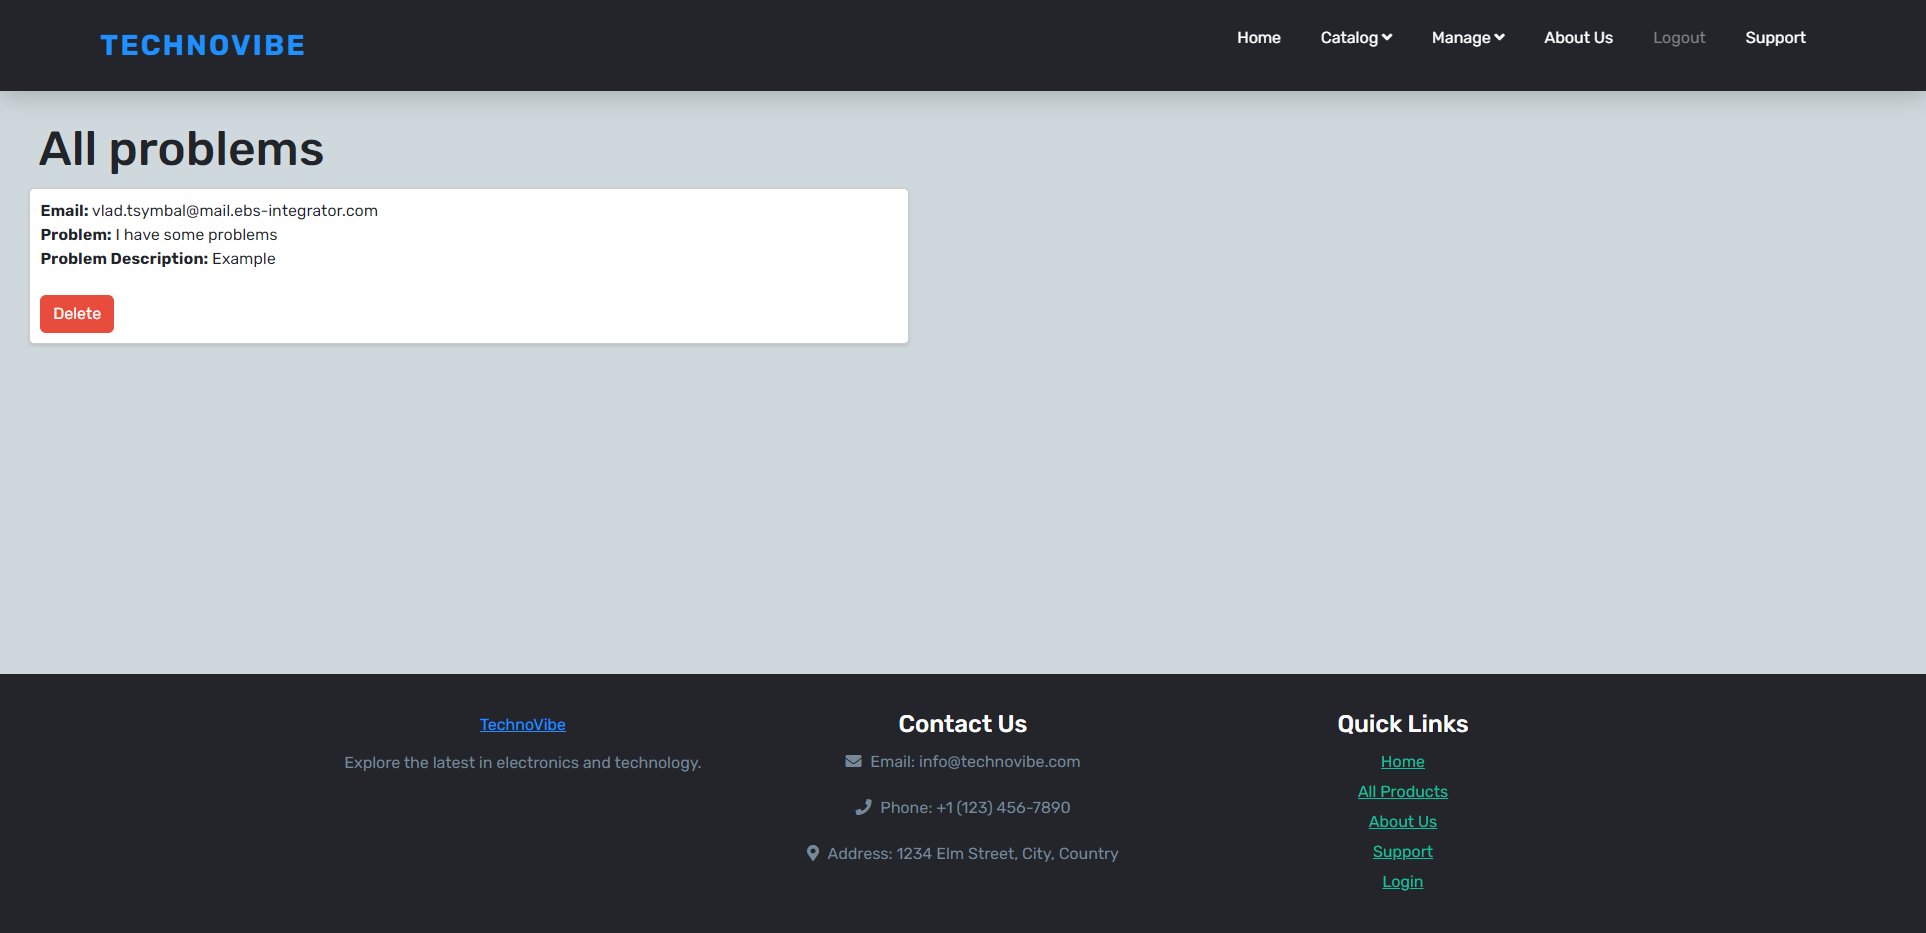 TECHNOVIBE
Home Catalog Manage About Us Logout Support
All problems
Email: vlad.tsymbal@mail.ebs-integrator.com
Problem: I have some problems
Problem Description: Example
Delete
TechnoVibe
Explore the latest in electronics and technology.
Contact Us
Email: info@technovibe.com
Phone: +1 (123) 456-7890
Address: 1234 Elm Street, City, Country
Quick Links
Home
All Products
About Us
Support
Login